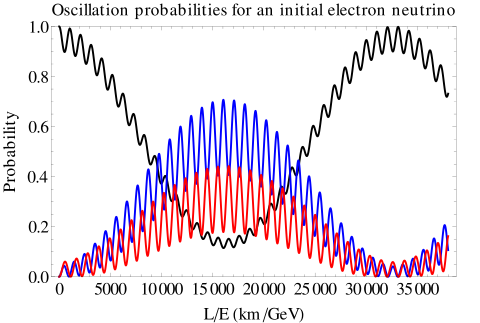 Oscillation probabilities for an initial electron neutrino
1.0
0.8
0.6
0.4
0.2
0.0
Probability
0 5000 10 000 15 000 20 000 25 000 30 000 35 000
L/E (km/GeV)